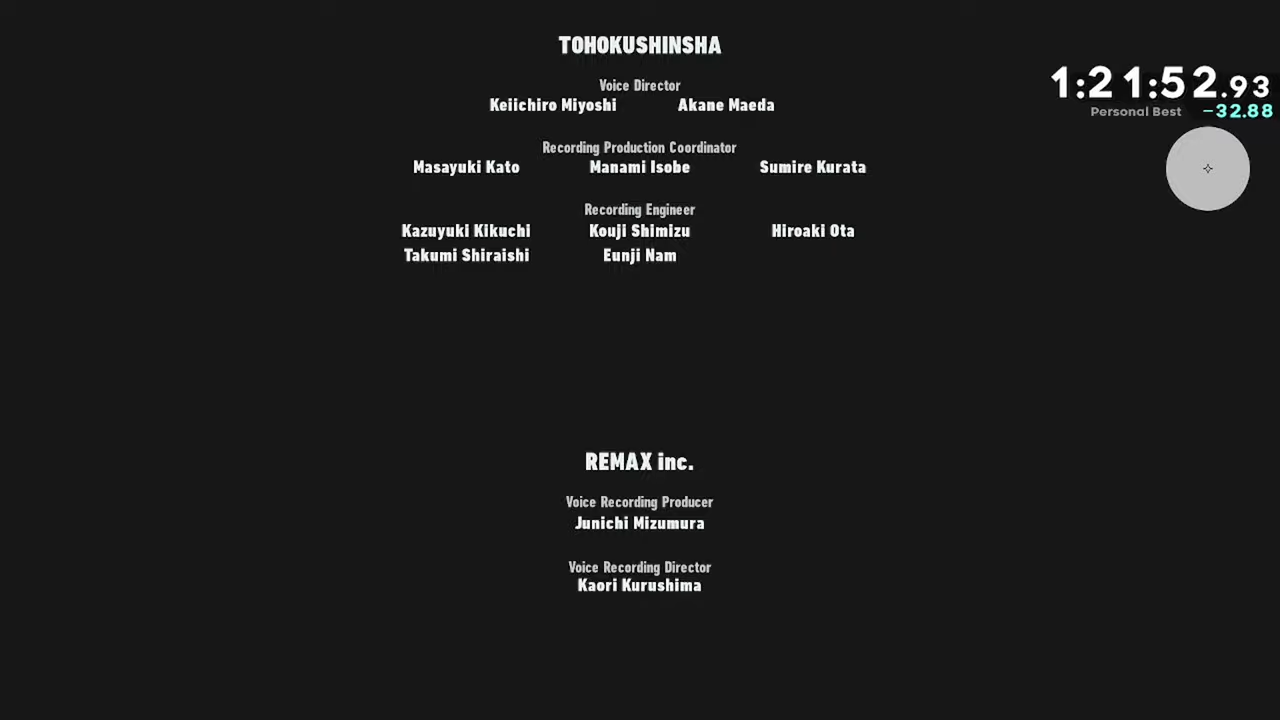 TOHOKUSHINSHA
Voice Director
Keiichiro Miyoshi Akane Maeda
Recording Production Coordinator
Masayuki Kato Manami Isobe Sumire Kurata
Recording Engineer
Kazuyuki Kikuchi Kouji Shimizu Hiroaki Ota
Takumi Shiraishi Eunji Nam
REMAX inc.
Voice Recording Producer
Junichi Mizumura
Voice Recording Director
Kaori Kurushima
1:21:52.93
Personal Best -32.88